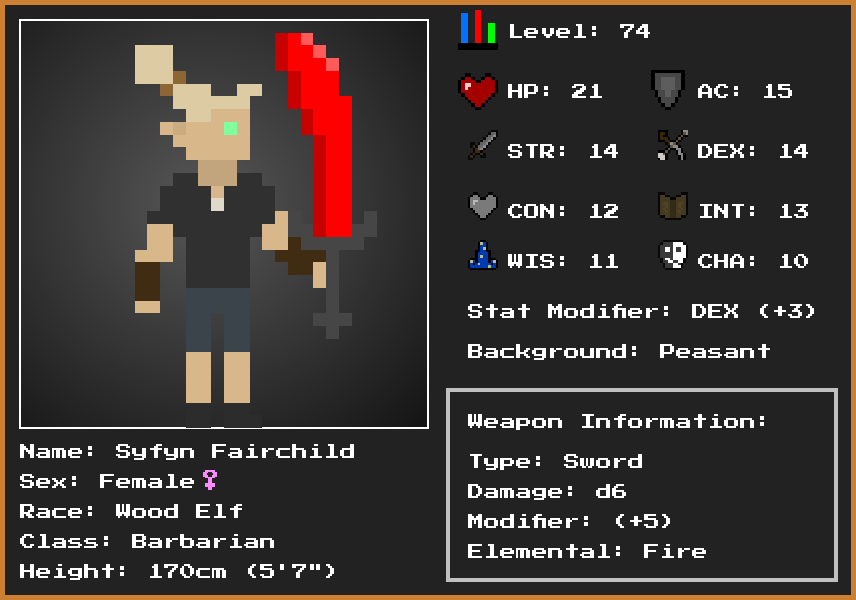 Level: 74
HP: 21 AC: 15
STR: 14 DEX: 14
CON: 12 INT: 13
WIS: 11 CHA: 10
Stat Modifier: DEX (+3)
Background: Peasant
Name: Syfyn Fairchild
Sex: Female♀
Race: Wood Elf
Class: Barbarian
Height: 170cm (5'7")
Weapon Information:
Type: Sword
Damage: d6
Modifier: (+5)
Elemental: Fire